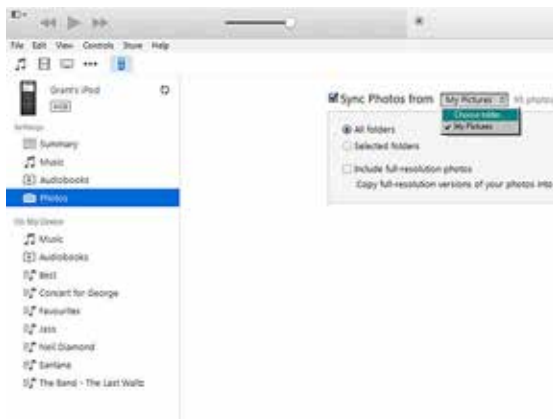 File Edit View Controls Store Help
Grant's iPod
Sync Photos from My Pictures 95 photos
Choose folder
My Pictures
All folders
Selected folders
Include full-resolution photos
Copy full-resolution versions of your photos into
Settings
Summary
Music
Audiobooks
Photos
On My Device
Music
Audiobooks
Best
Concert for George
Favourites
Jazz
Neil Diamond
Santana
The Band - The Last Waltz